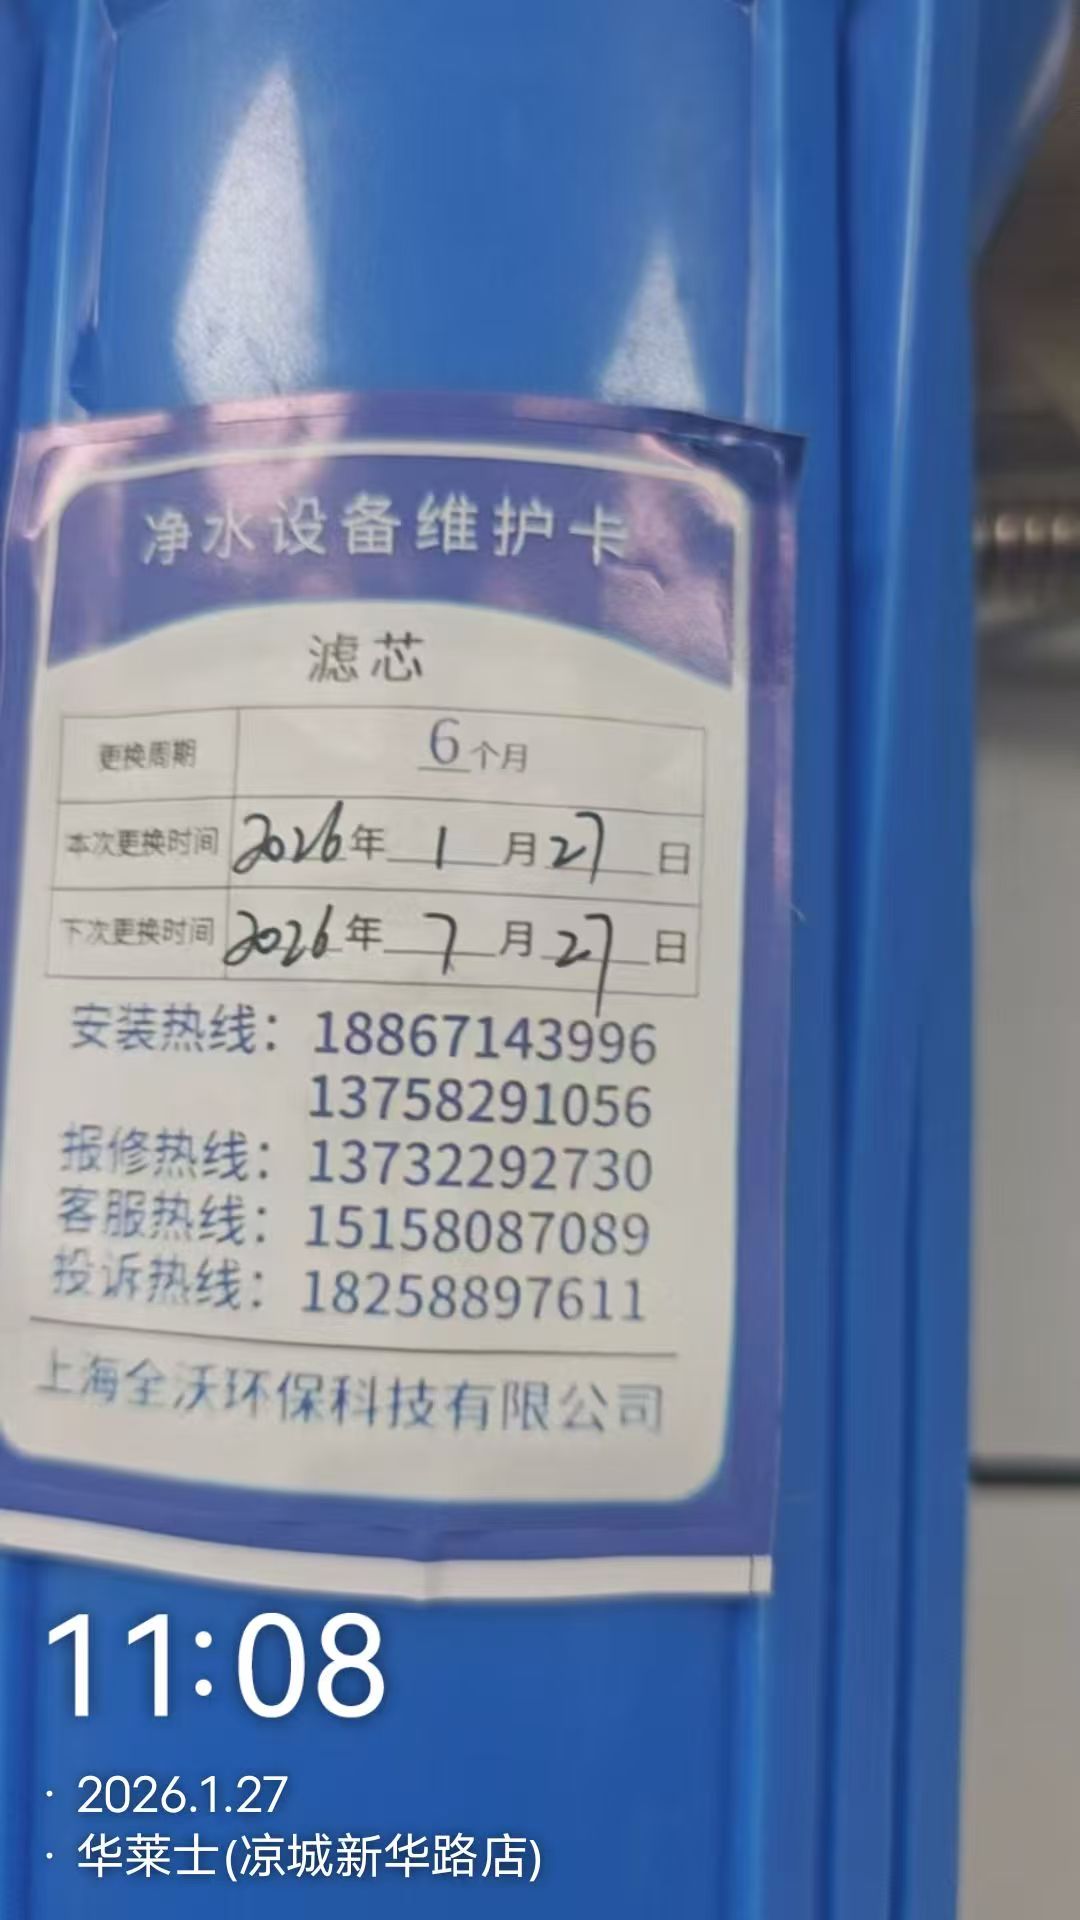 净水设备维护卡
滤芯
更换周期 6个月
本次更换时间 2026年1月27日
下次更换时间 2026年7月27日
安装热线：18867143996
13758291056
报修热线：13732292730
客服热线：15158087089
投诉热线：18258897611
上海全沃环保科技有限公司
11:08
· 2026.1.27
· 华莱士(凉城新华路店)